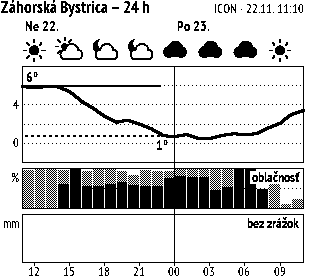 Záhorská Bystrica – 24 h
ICON · 22.11. 11:10
Ne 22.
Po 23.
6°
4
0
1°
%
oblačnosť
mm
bez zrážok
12 15 18 21 00 03 06 09